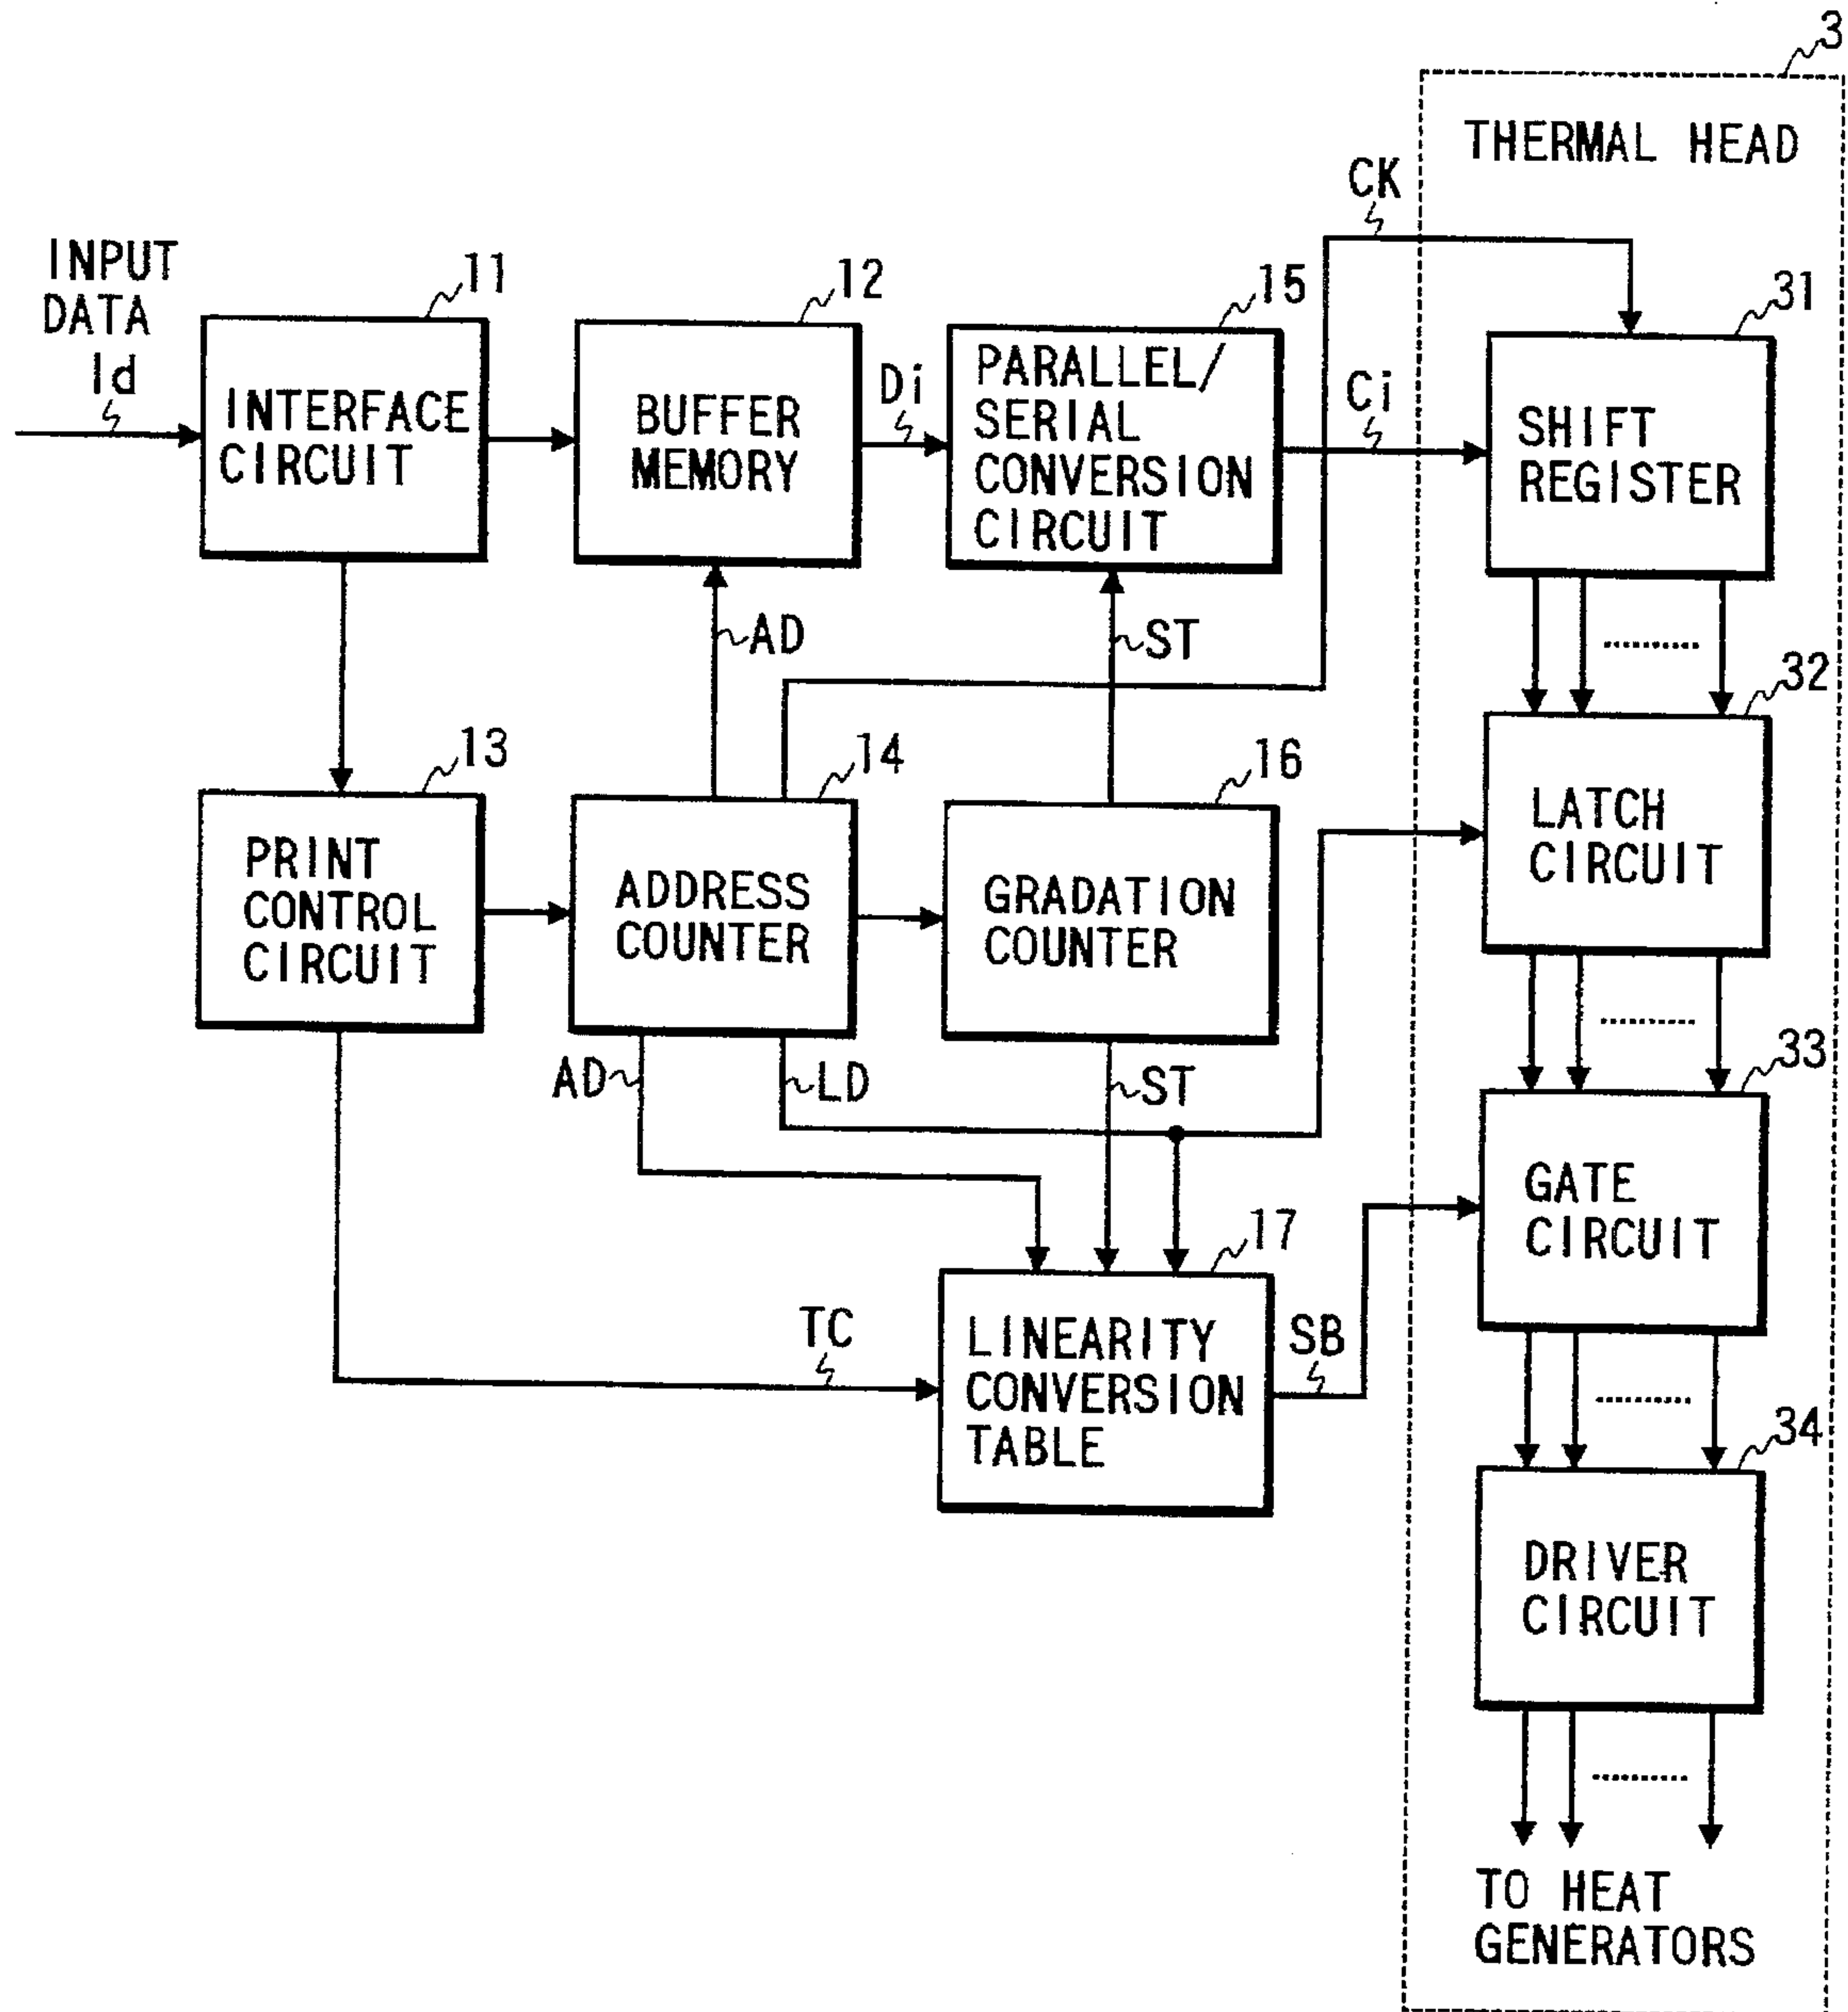 3
THERMAL HEAD
CK
INPUT
DATA
Id
11
INTERFACE
CIRCUIT
12
BUFFER
MEMORY
Di
15
PARALLEL/
SERIAL
CONVERSION
CIRCUIT
Ci
31
SHIFT
REGISTER
AD
ST
13
PRINT
CONTROL
CIRCUIT
14
ADDRESS
COUNTER
16
GRADATION
COUNTER
32
LATCH
CIRCUIT
AD
LD
ST
33
GATE
CIRCUIT
TC
17
LINEARITY
CONVERSION
TABLE
SB
34
DRIVER
CIRCUIT
TO HEAT
GENERATORS